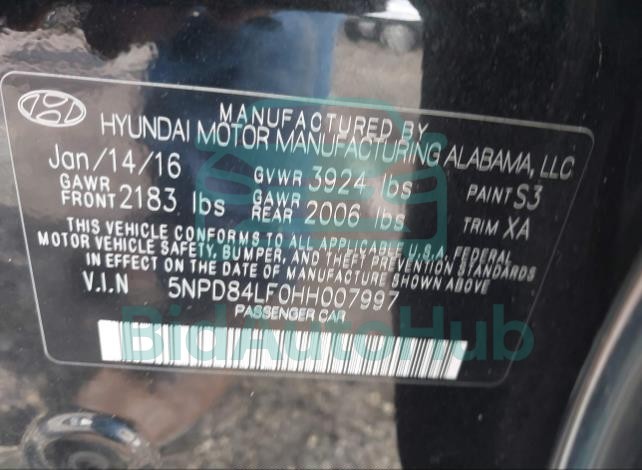 MANUFACTURED BY
HYUNDAI MOTOR MANUFACTURING ALABAMA, LLC
Jan/14/16 GVWR 3924 lbs PAINT S3
GAWR FRONT 2183 lbs GAWR REAR 2006 lbs TRIM XA
THIS VEHICLE CONFORMS TO ALL APPLICABLE U.S.A. FEDERAL
MOTOR VEHICLE SAFETY, BUMPER, AND THEFT PREVENTION STANDARDS
IN EFFECT ON THE DATE OF MANUFACTURE SHOWN ABOVE
V.I.N 5NPD84LF0HH007997
PASSENGER CAR
BidAutoHub